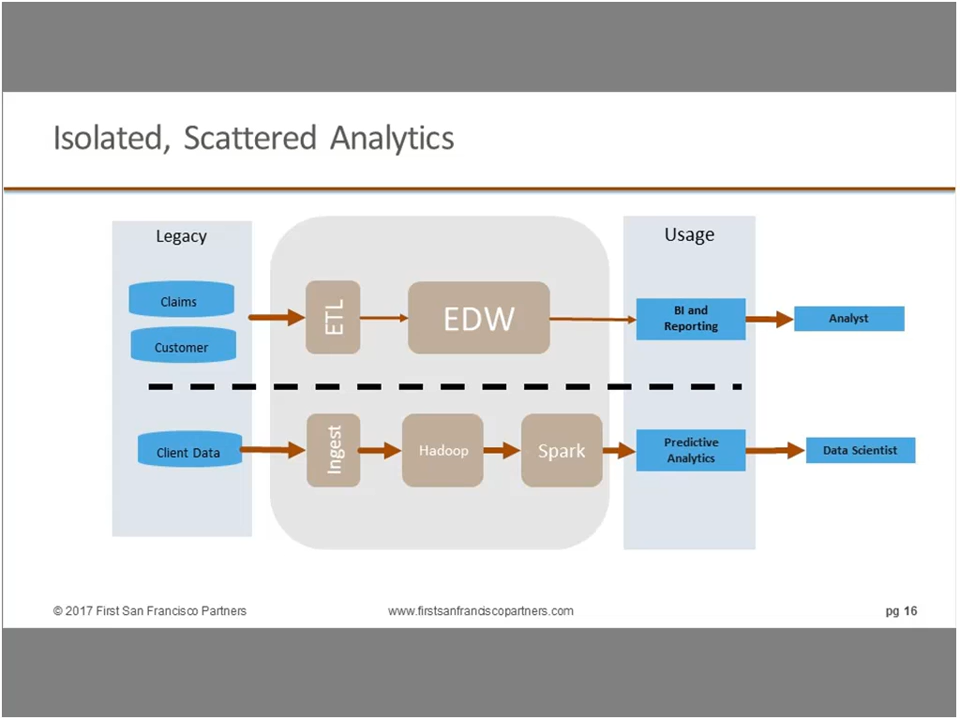 Isolated, Scattered Analytics
Legacy
Usage
Claims
Customer
ETL
EDW
BI and
Reporting
Analyst
Client Data
Ingest
Hadoop
Spark
Predictive
Analytics
Data Scientist
© 2017 First San Francisco Partners
www.firstsanfranciscopartners.com
pg 16